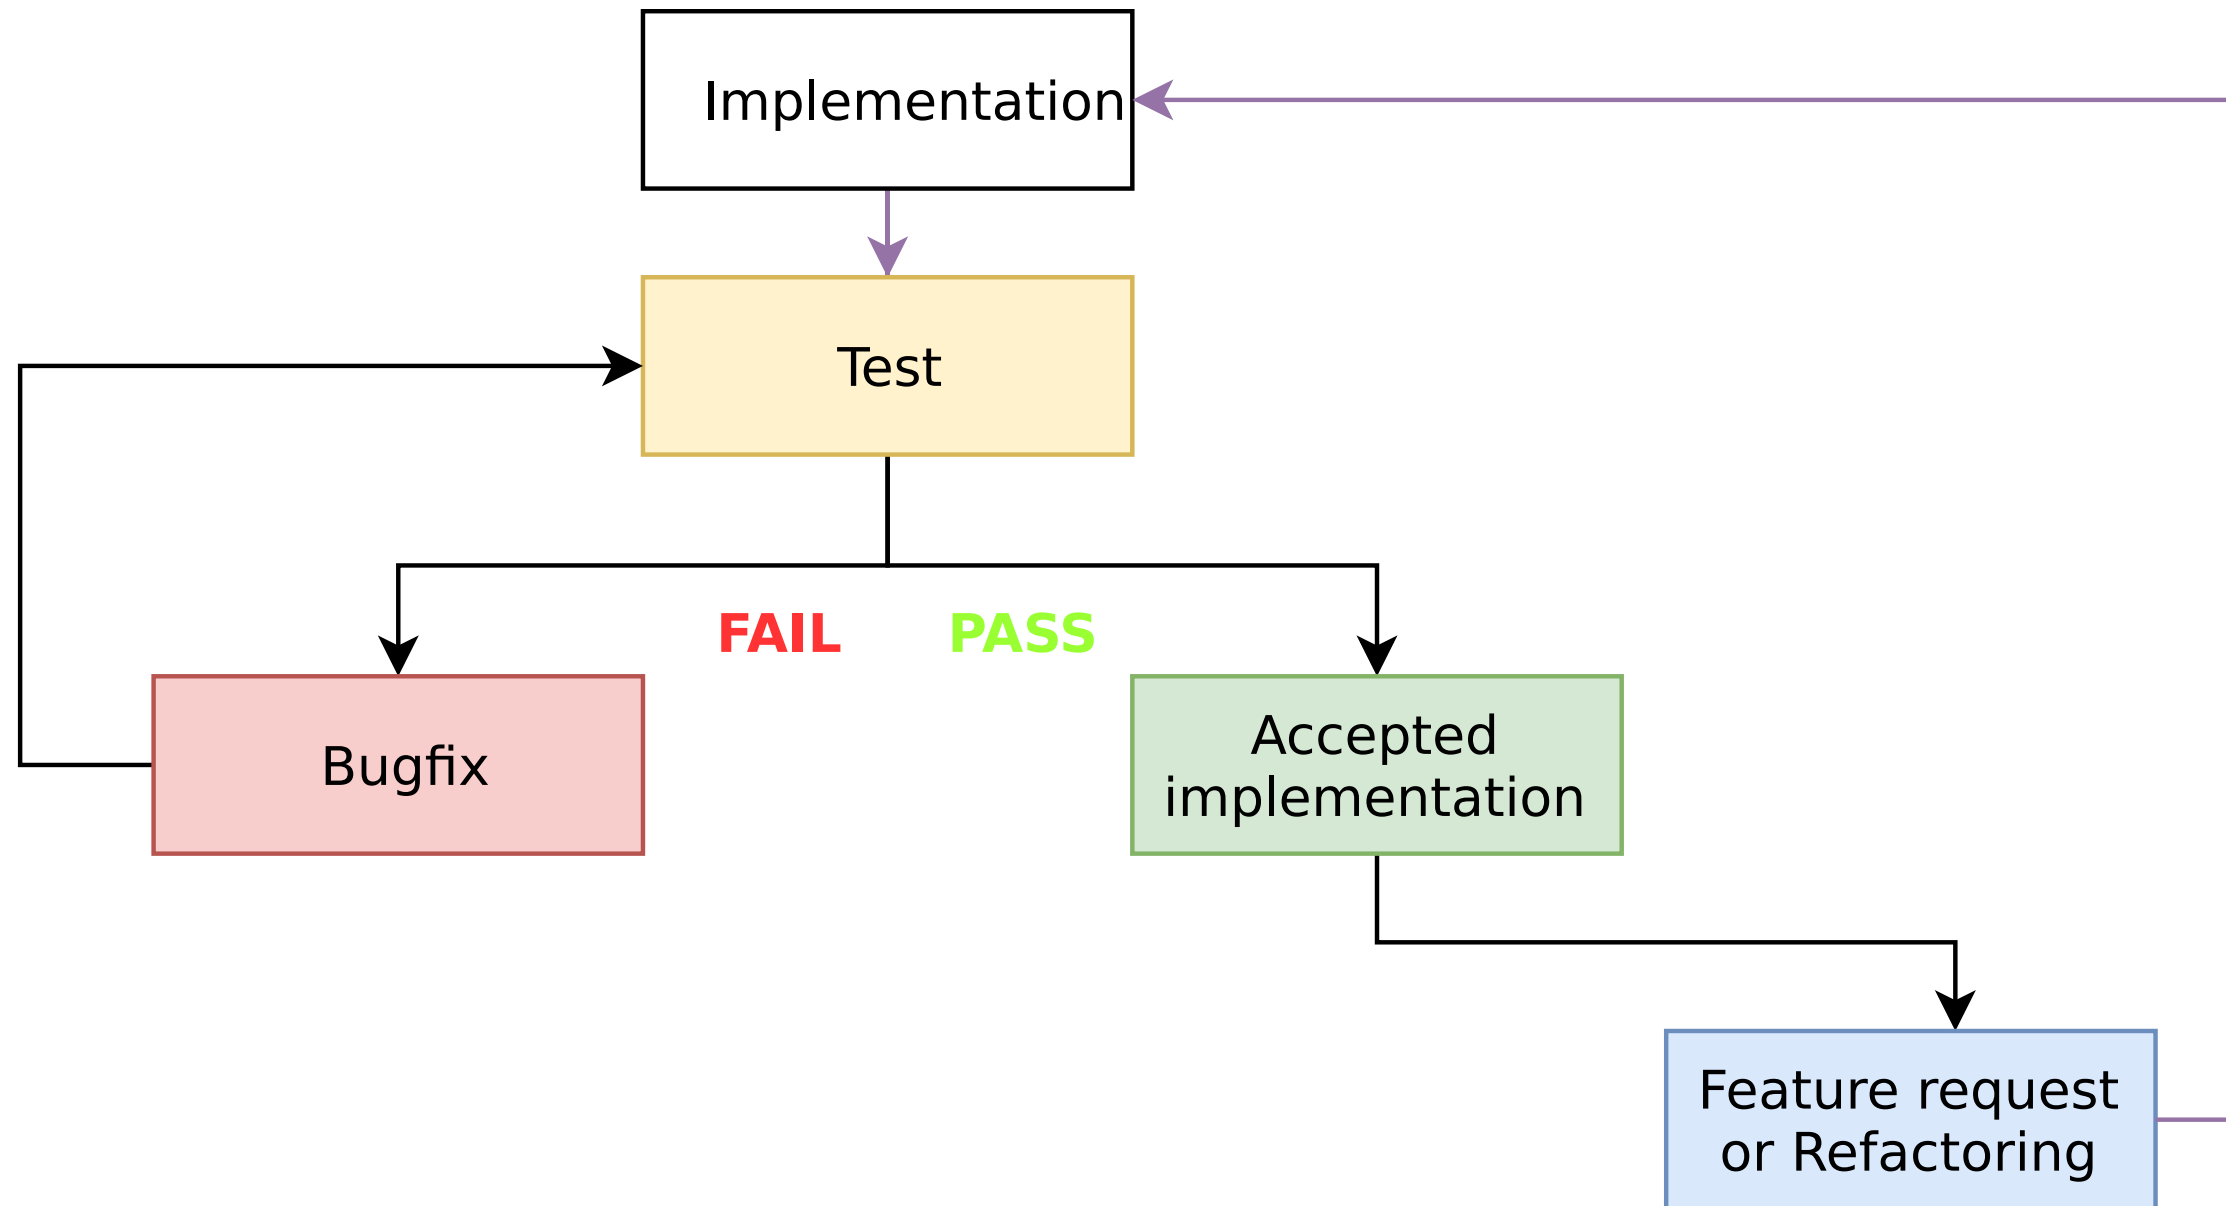 Implementation
Test
FAIL
PASS
Bugfix
Accepted
implementation
Feature request
or Refactoring